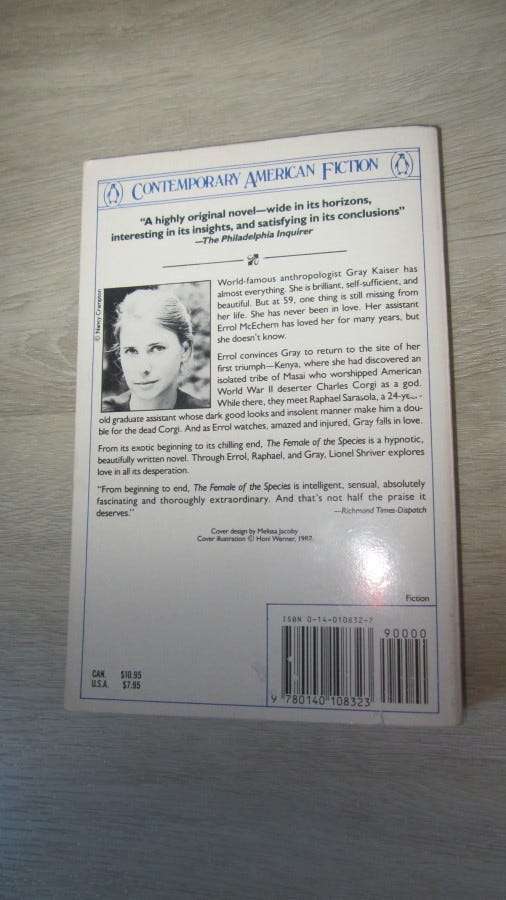 CONTEMPORARY AMERICAN FICTION
"A highly original novel—wide in its horizons,
interesting in its insights, and satisfying in its conclusions"
—The Philadelphia Inquirer
© Nancy Crampton
World-famous anthropologist Gray Kaiser has
almost everything. She is brilliant, self-sufficient, and
beautiful. But at 59, one thing is still missing from
her life. She has never been in love. Her assistant
Errol McEchern has loved her for many years, but
she doesn't know.
Errol convinces Gray to return to the site of her
first triumph—Kenya, where she had discovered an
isolated tribe of Masai who worshipped American
World War II deserter Charles Corgi as a god.
While there, they meet Raphael Sarasola, a 24-
old graduate assistant whose dark good looks and insolent manner make him a dou-
ble for the dead Corgi. And as Errol watches, amazed and injured, Gray falls in love.
From its exotic beginning to its chilling end, The Female of the Species is a hypnotic,
beautifully written novel. Through Errol, Raphael, and Gray, Lionel Shriver explores
love in all its desperation.
"From beginning to end, The Female of the Species is intelligent, sensual, absolutely
fascinating and thoroughly extraordinary. And that's not half the praise it
deserves."
—Richmond Times-Dispatch
Cover design by Melissa Jacoby
Cover illustration © Honi Werner, 1987.
Fiction
ISBN 0-14-010832-7
90000
CAN. $10.95
U.S.A. $7.95
9 780140 108323